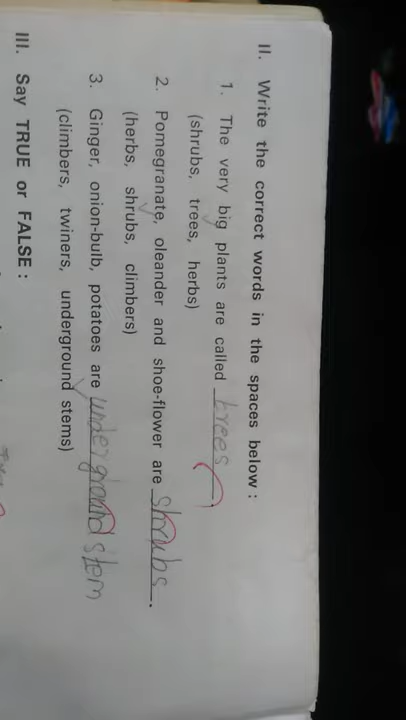 II. Write the correct words in the spaces below :
1. The very big plants are called trees
(shrubs, trees, herbs)
2. Pomegranate, oleander and shoe-flower are shrubs.
(herbs, shrubs, climbers)
3. Ginger, onion-bulb, potatoes are underground stem
(climbers, twiners, underground stems)
III. Say TRUE or FALSE :